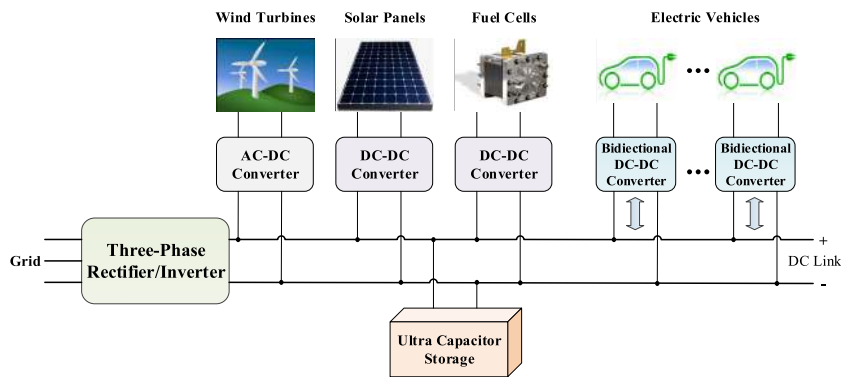 Wind Turbines
Solar Panels
Fuel Cells
Electric Vehicles
AC-DC
Converter
DC-DC
Converter
DC-DC
Converter
Bidiectional
DC-DC
Converter
Bidiectional
DC-DC
Converter
Grid
Three-Phase
Rectifier/Inverter
+
DC Link
-
Ultra Capacitor
Storage